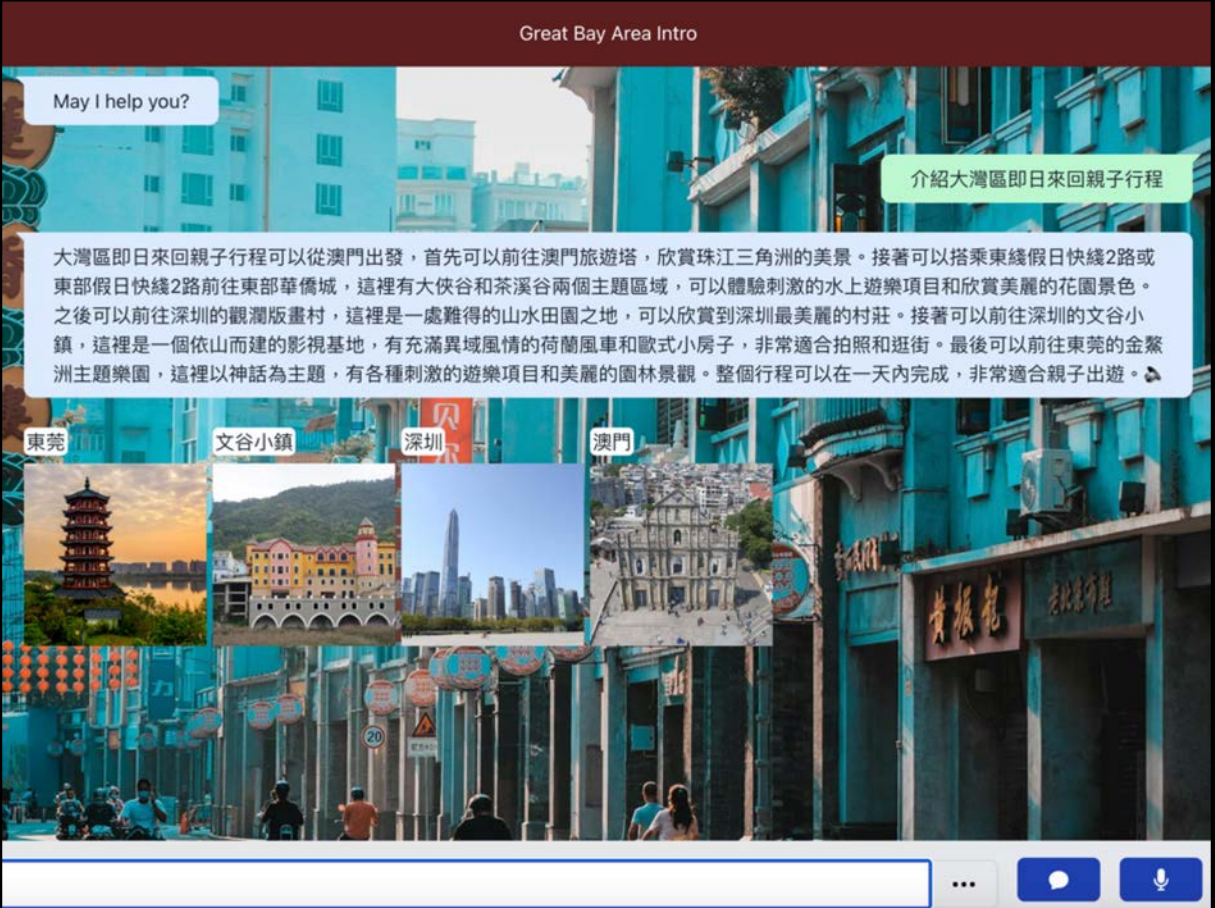 Great Bay Area Intro
May I help you?
介紹大灣區即日來回親子行程
大灣區即日來回親子行程可以從澳門出發，首先可以前往澳門旅遊塔，欣賞珠江三角洲的美景。接著可以搭乘東綫假日快綫2路或
東部假日快綫2路前往東部華僑城，這裡有大俠谷和茶溪谷兩個主題區域，可以體驗刺激的水上遊樂項目和欣賞美麗的花園景色。
之後可以前往深圳的觀瀾版畫村，這裡是一處難得的山水田園之地，可以欣賞到深圳最美麗的村莊。接著可以前往深圳的文谷小
鎮，這裡是一個依山而建的影視基地，有充滿異域風情的荷蘭風車和歐式小房子，非常適合拍照和逛街。最後可以前往東莞的金鰲
洲主題樂園，這裡以神話為主題，有各種刺激的遊樂項目和美麗的園林景觀。整個行程可以在一天內完成，非常適合親子出遊。
东莞
文谷小鎮
深圳
澳門
贝
黃振龍
力
20